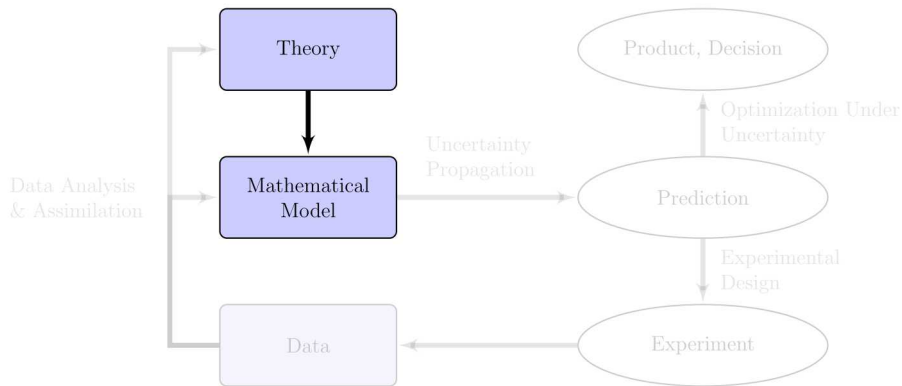 Theory
Product, Decision
Optimization Under
Uncertainty
Uncertainty
Propagation
Data Analysis
& Assimilation
Mathematical
Model
Prediction
Experimental
Design
Data
Experiment